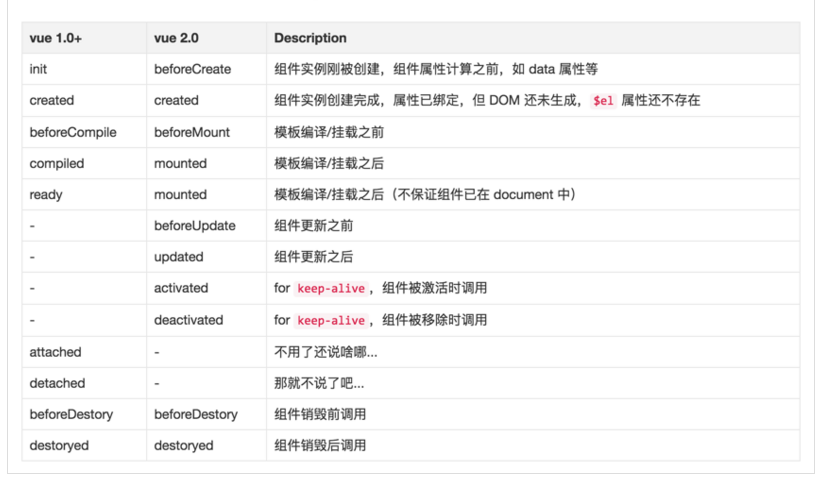 vue 1.0+ vue 2.0 Description
init beforeCreate 组件实例刚被创建，组件属性计算之前，如 data 属性等
created created 组件实例创建完成，属性已绑定，但 DOM 还未生成， $el 属性还不存在
beforeCompile beforeMount 模板编译/挂载之前
compiled mounted 模板编译/挂载之后
ready mounted 模板编译/挂载之后（不保证组件已在 document 中）
- beforeUpdate 组件更新之前
- updated 组件更新之后
- activated for keep-alive ，组件被激活时调用
- deactivated for keep-alive ，组件被移除时调用
attached - 不用了还说啥哪...
detached - 那就不说了吧...
beforeDestory beforeDestory 组件销毁前调用
destoryed destoryed 组件销毁后调用